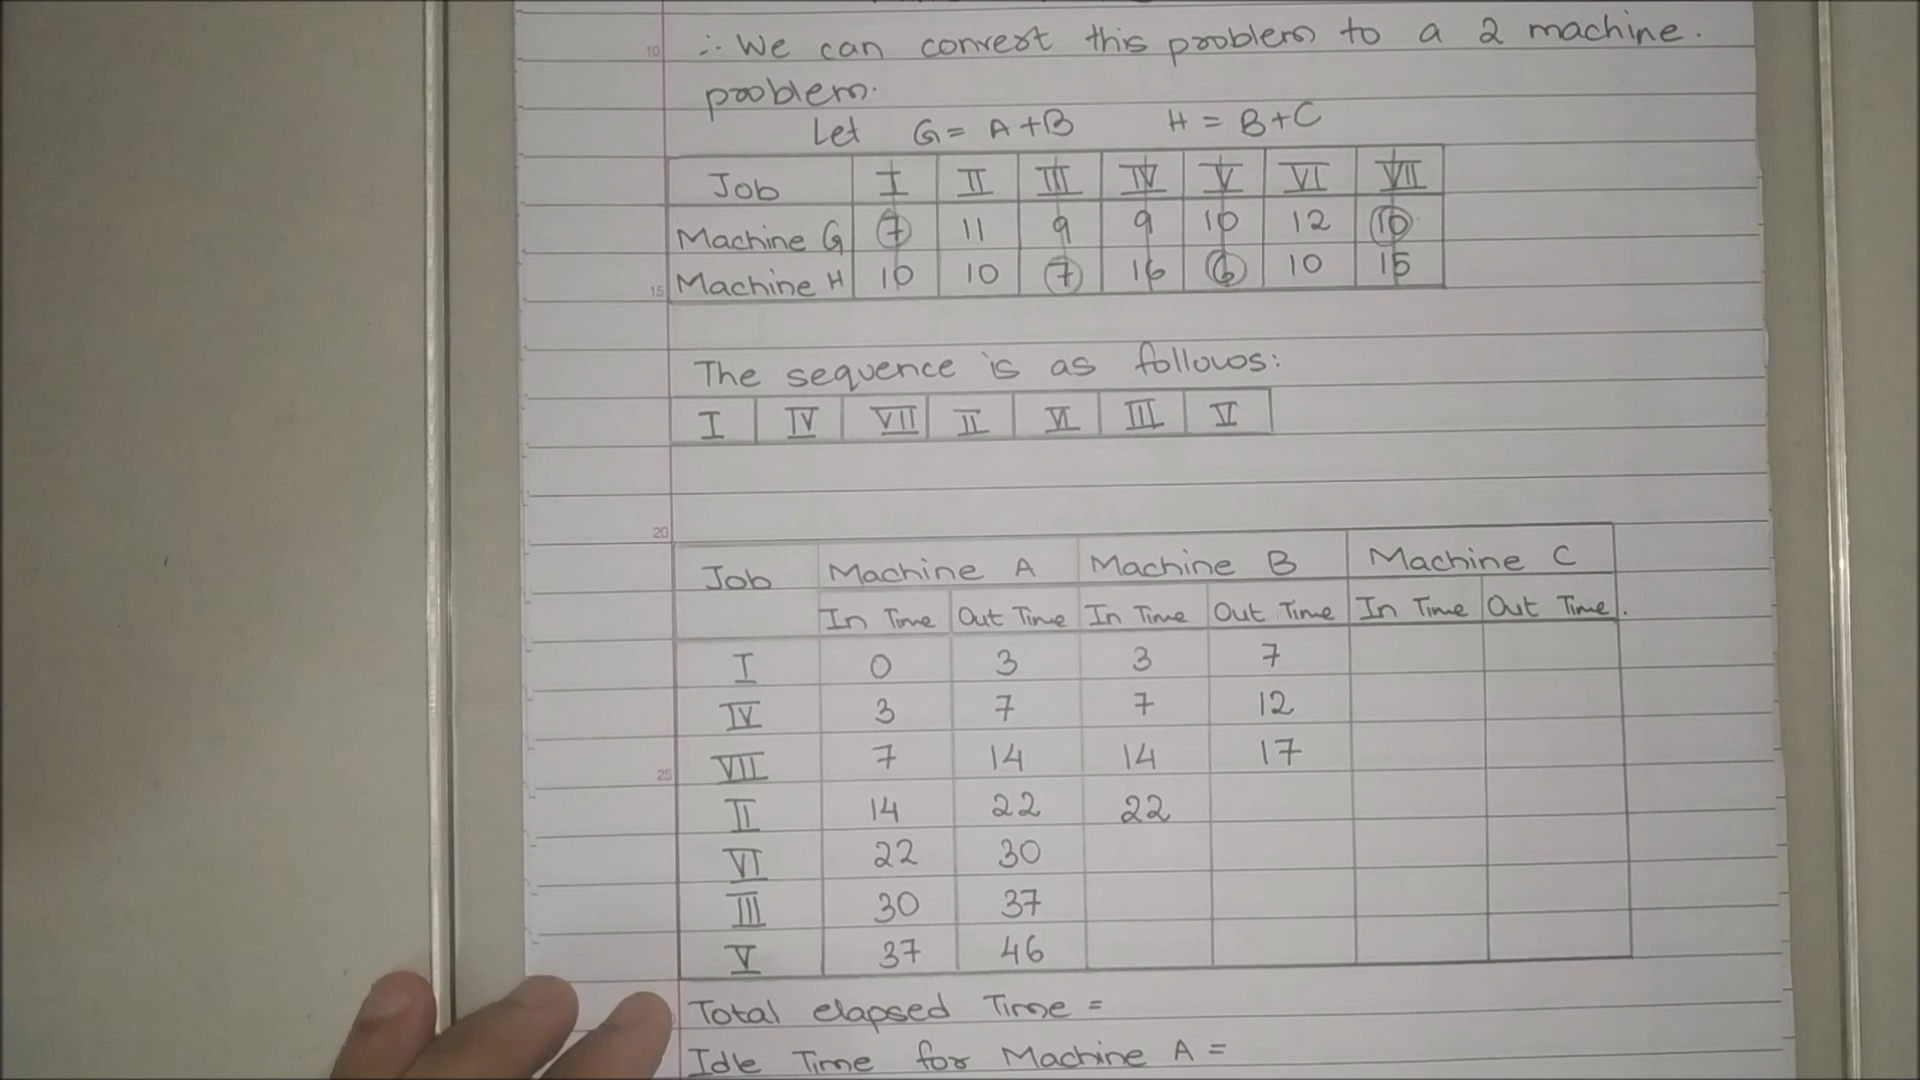 10 ∴ We can convert this problem to a 2 machine.
problem.
Let G = A+B H = B+C
Job I II III IV V VI VII
Machine G 7 11 9 9 10 12 10
15 Machine H 10 10 7 16 6 10 15
The sequence is as follows:
I IV VII II VI III V
20
Job Machine A Machine B Machine C
In Time Out Time In Time Out Time In Time Out Time.
I 0 3 3 7
IV 3 7 7 12
25 VII 7 14 14 17
II 14 22 22
VI 22 30
III 30 37
V 37 46
Total elapsed Time =
Idle Time for Machine A =